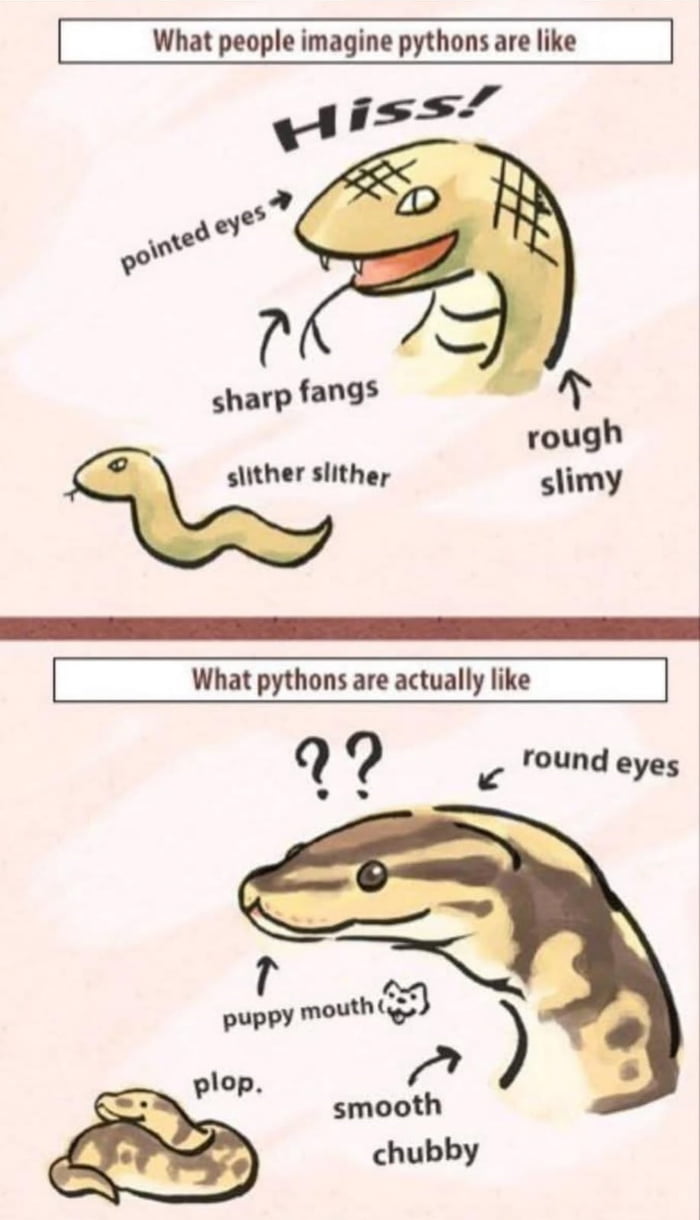 What people imagine pythons are like
Hiss!
pointed eyes
sharp fangs
rough
slimy
slither slither
What pythons are actually like
??
round eyes
puppy mouth
plop.
smooth
chubby